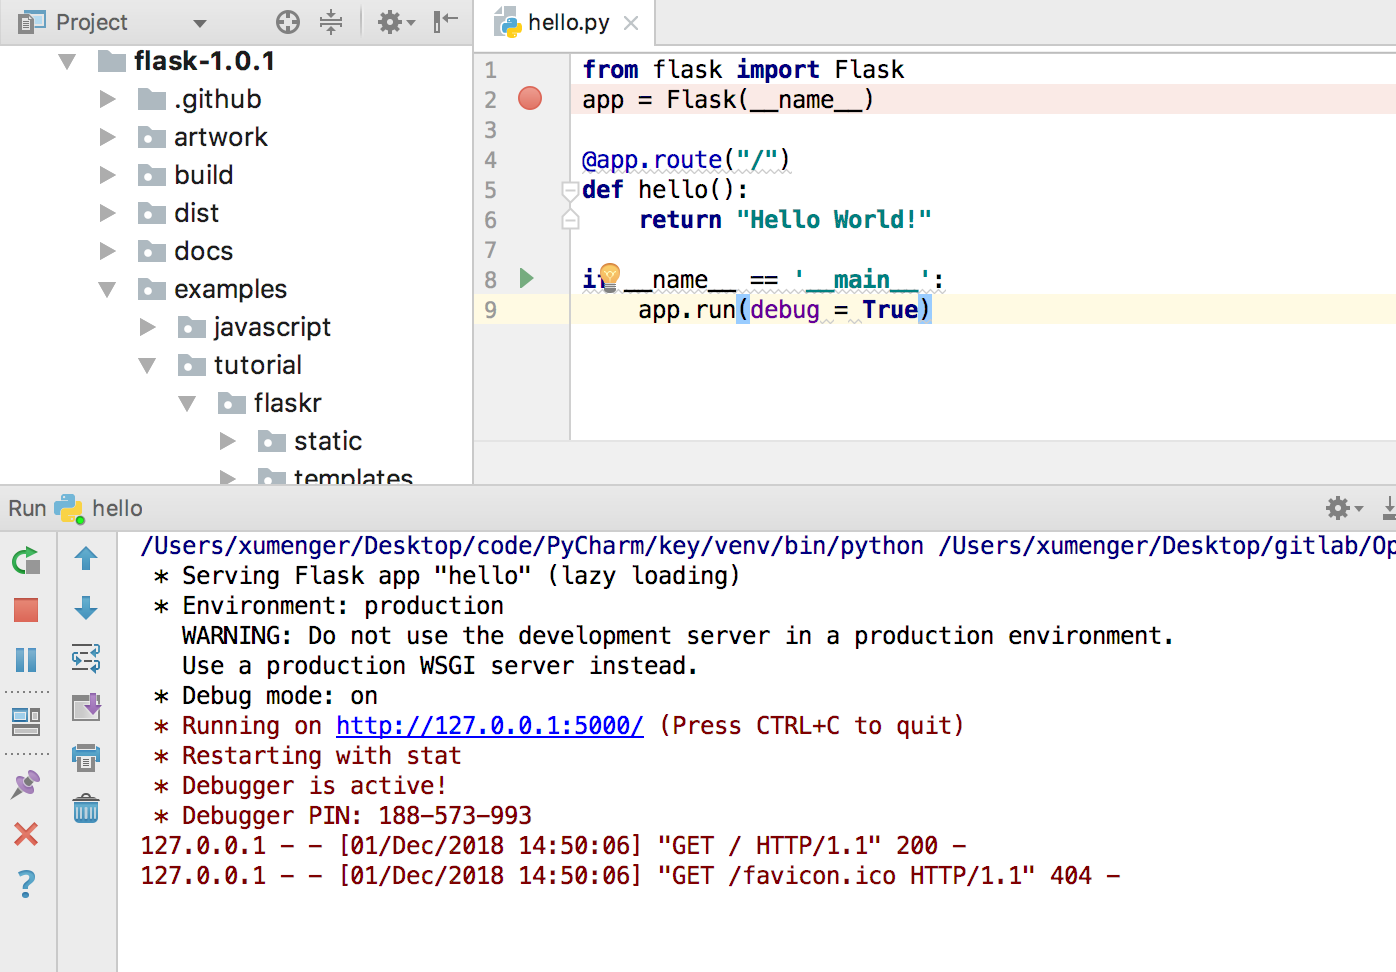 Project
flask-1.0.1
.github
artwork
build
dist
docs
examples
javascript
tutorial
flaskr
static
templates
hello.py
1 from flask import Flask
2 app = Flask(__name__)
3
4 @app.route("/")
5 def hello():
6 return "Hello World!"
7
8 if __name__ == '__main__':
9 app.run(debug = True)
Run hello
/Users/xumenger/Desktop/code/PyCharm/key/venv/bin/python /Users/xumenger/Desktop/gitlab/Op
* Serving Flask app "hello" (lazy loading)
* Environment: production
WARNING: Do not use the development server in a production environment.
Use a production WSGI server instead.
* Debug mode: on
* Running on http://127.0.0.1:5000/ (Press CTRL+C to quit)
* Restarting with stat
* Debugger is active!
* Debugger PIN: 188-573-993
127.0.0.1 - - [01/Dec/2018 14:50:06] "GET / HTTP/1.1" 200 -
127.0.0.1 - - [01/Dec/2018 14:50:06] "GET /favicon.ico HTTP/1.1" 404 -